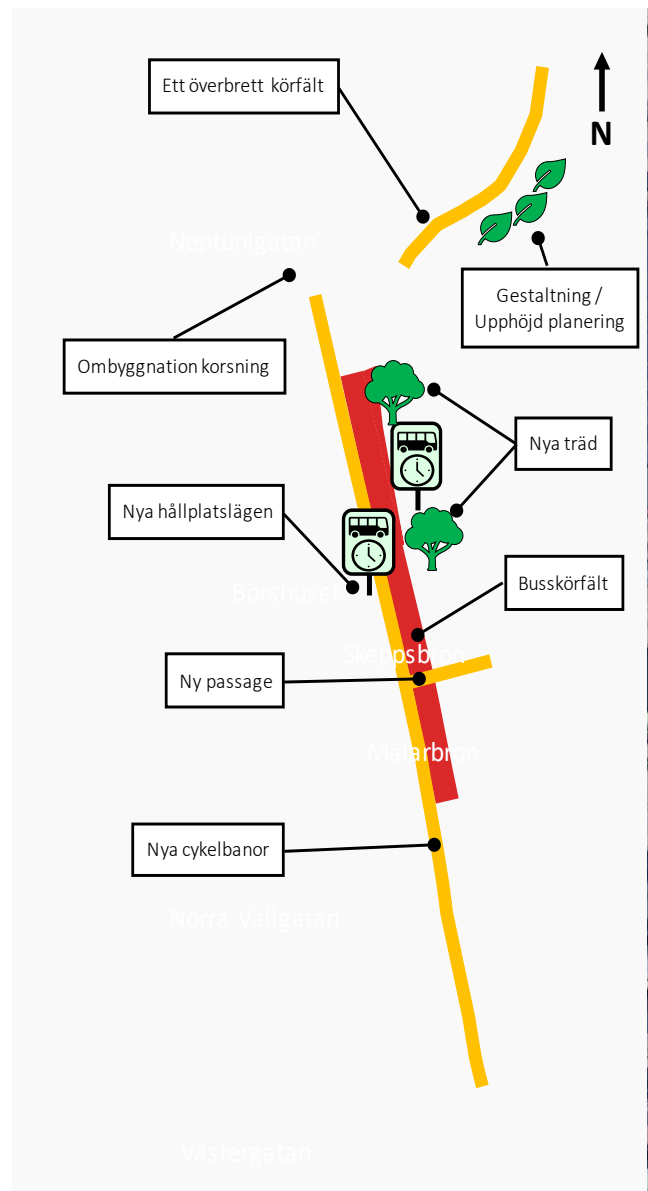 Ett överbrett körfält
N
Neptunigatan
Gestaltning /
Upphöjd planering
Ombyggnation korsning
Nya träd
Nya hållplatslägen
Busskörfält
Börshuset
Skeppsbron
Ny passage
Mälarbron
Nya cykelbanor
Norra Vallgatan
Västergatan